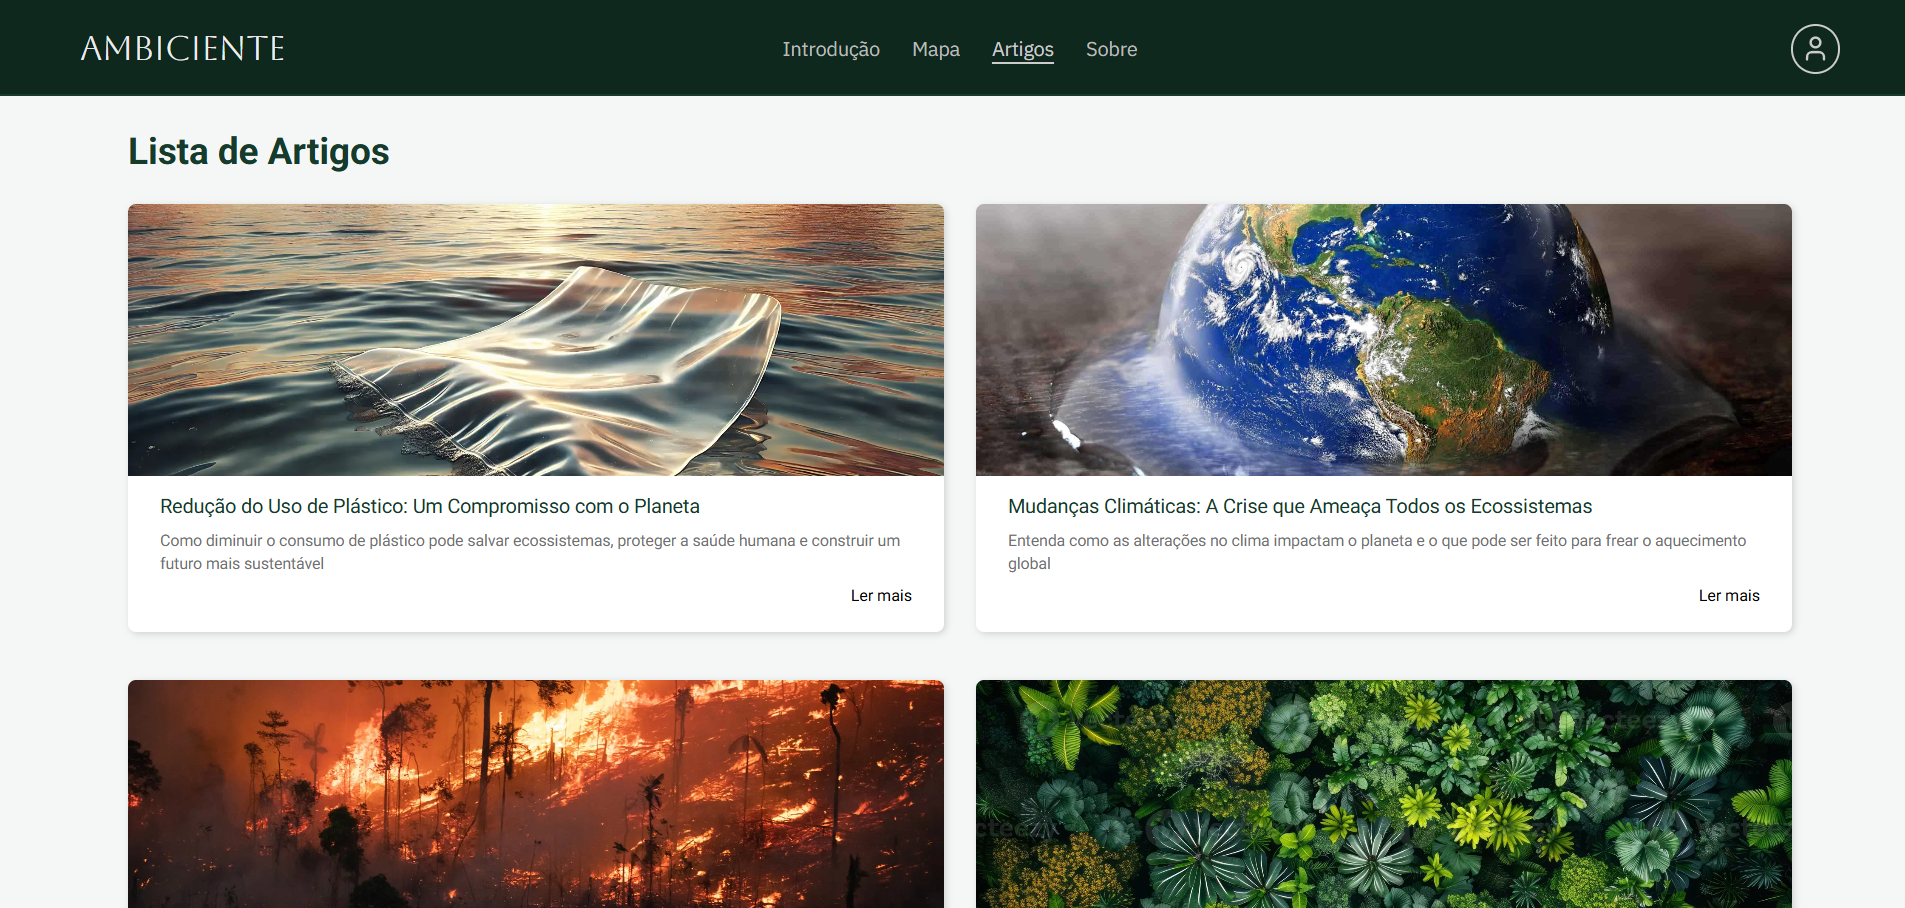 AMBICIENTE
Introdução Mapa Artigos Sobre
Lista de Artigos
Redução do Uso de Plástico: Um Compromisso com o Planeta
Como diminuir o consumo de plástico pode salvar ecossistemas, proteger a saúde humana e construir um
futuro mais sustentável
Ler mais
Mudanças Climáticas: A Crise que Ameaça Todos os Ecossistemas
Entenda como as alterações no clima impactam o planeta e o que pode ser feito para frear o aquecimento
global
Ler mais